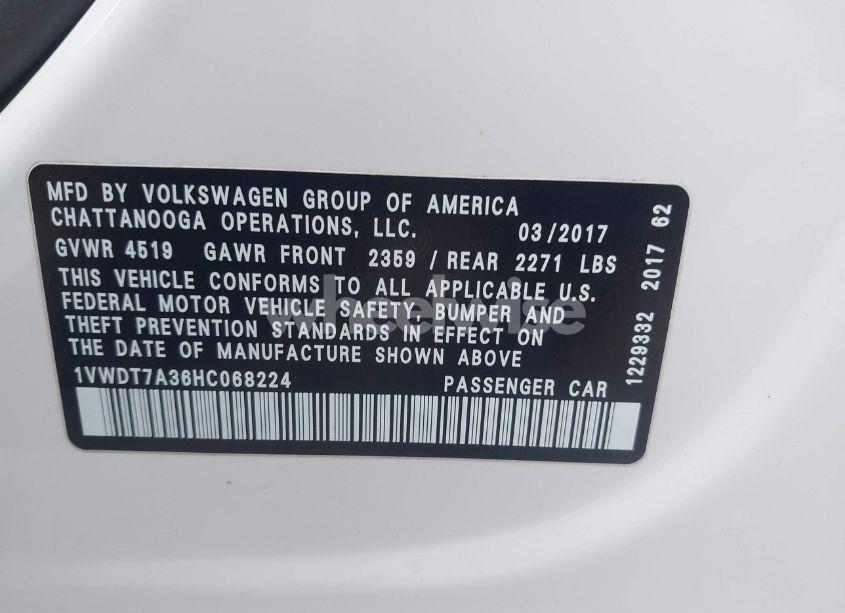 MFD BY VOLKSWAGEN GROUP OF AMERICA
CHATTANOOGA OPERATIONS, LLC. 03/2017
GVWR 4519 GAWR FRONT 2359 / REAR 2271 LBS
THIS VEHICLE CONFORMS TO ALL APPLICABLE U.S.
FEDERAL MOTOR VEHICLE SAFETY, BUMPER AND
THEFT PREVENTION STANDARDS IN EFFECT ON
THE DATE OF MANUFACTURE SHOWN ABOVE
1VWDT7A36HC068224 PASSENGER CAR
1229332 2017 62
wheelwize